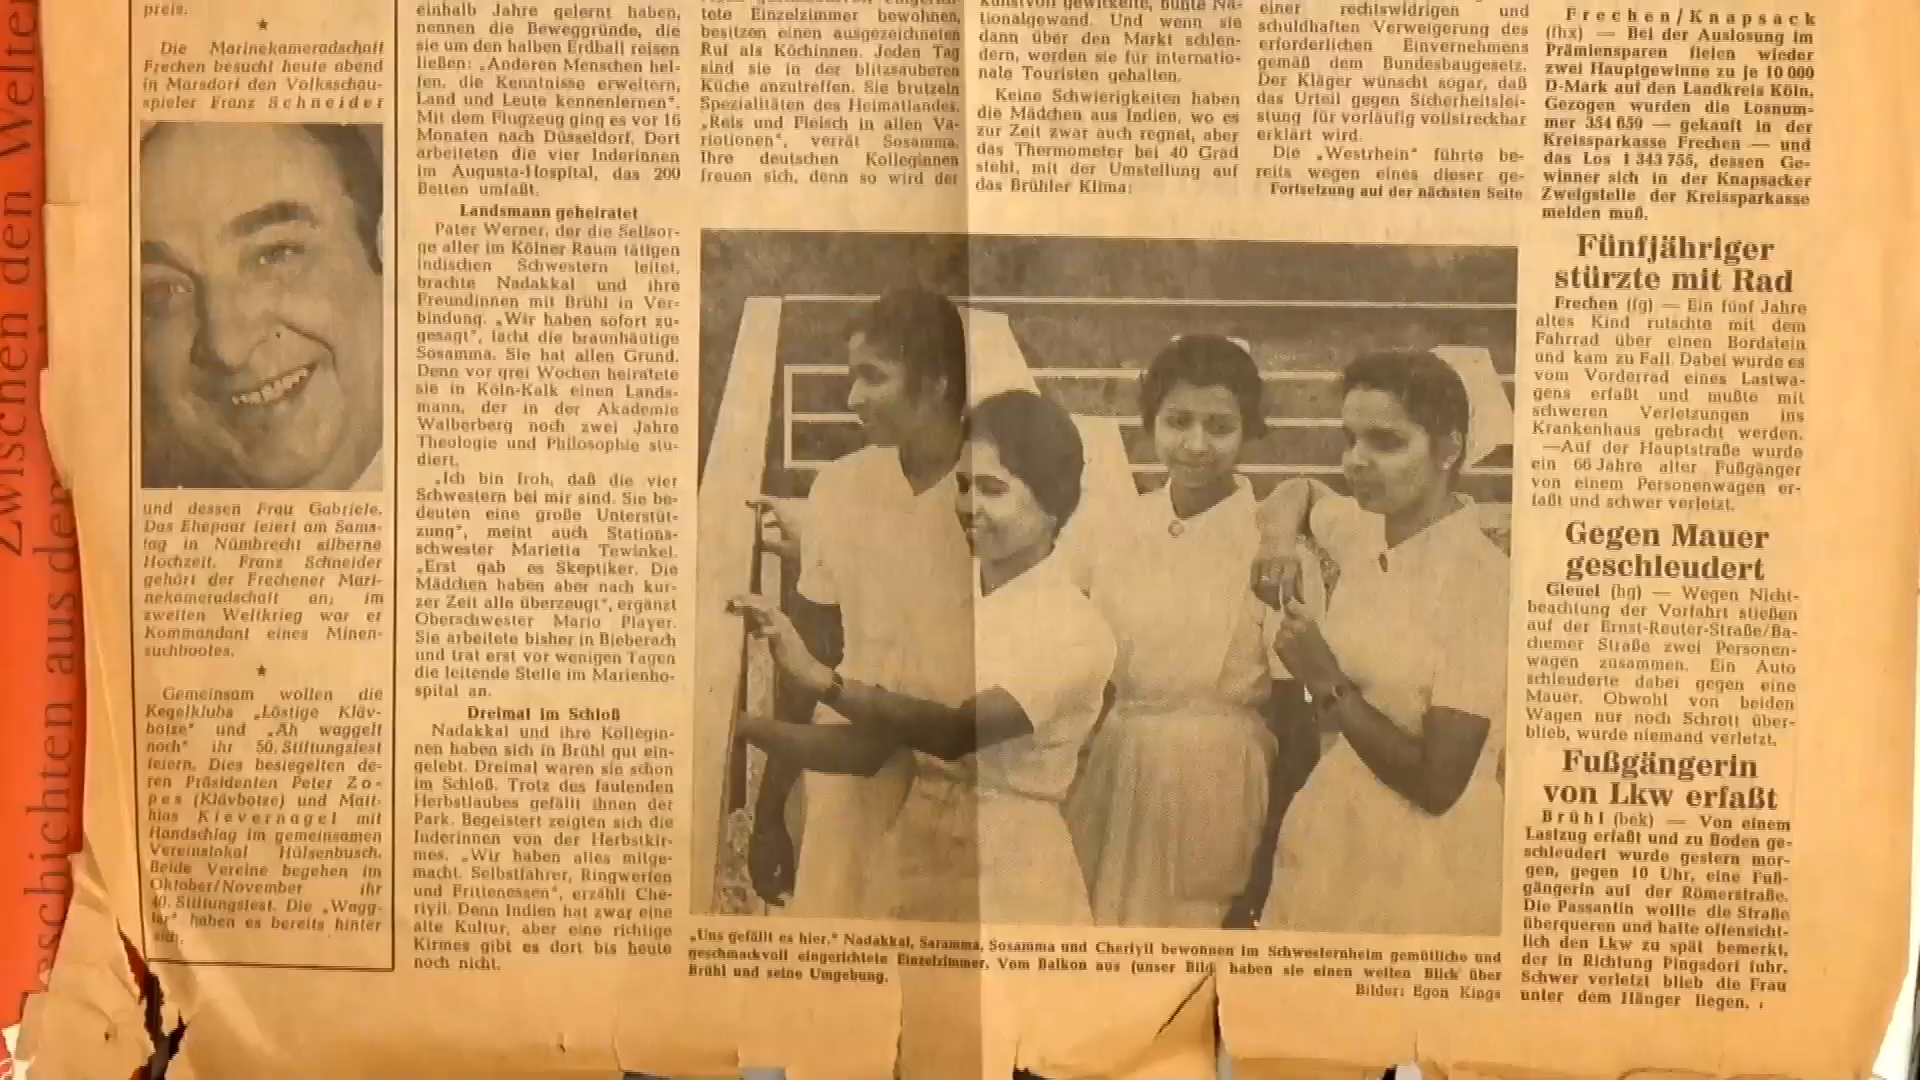 Zwischen den Welten
Geschichten aus der
preis.
★
Die Marinekameradschaft
Frechen besucht heute abend
in Marsdorf den Volksschau-
spieler Franz Schneider
und dessen Frau Gabriele.
Das Ehepaar feiert am Sams-
tag in Nümbrecht silberne
Hochzeit. Franz Schneider
gehört der Frechener Mari-
nekameradschaft an; im
zweiten Weltkrieg war er
Kommandant eines Minen-
suchbootes.
★
Gemeinsam wollen die
Kegelklubs „Löstige Kläv-
botze" und „Ah waggelt
noch" ihr 50. Stiftungsfest
feiern. Dies besiegelten de-
ren Präsidenten Peter Zo-
pes (Klävbotze) und Matt-
hias Kievernagel mit
Handschlag im gemeinsamen
Vereinslokal Hülsenbusch.
Beide Vereine begehen im
Oktober/November ihr
40. Stiftungsfest. Die „Wagg-
ler" haben es bereits hinter
sich.
einhalb Jahre gelernt haben,
nennen die Beweggründe, die
sie um den halben Erdball reisen
ließen: „Anderen Menschen hel-
fen, die Kenntnisse erweitern,
Land und Leute kennenlernen".
Mit dem Flugzeug ging es vor 16
Monaten nach Düsseldorf. Dort
arbeiteten die vier Inderinnen
im Augusta-Hospital, das 200
Betten umfaßt.
Landsmann geheiratet
Pater Werner, der die Seelsor-
ge aller im Kölner Raum tätigen
indischen Schwestern leitet,
brachte Nadakkal und ihre
Freundinnen mit Brühl in Ver-
bindung. „Wir haben sofort zu-
gesagt", lacht die braunhäutige
Sosamma. Sie hat allen Grund.
Denn vor qrei Wochen heiratete
sie in Köln-Kalk einen Lands-
mann, der in der Akademie
Walberberg noch zwei Jahre
Theologie und Philosophie stu-
diert.
„Ich bin froh, daß die vier
Schwestern bei mir sind. Sie be-
deuten eine große Unterstüt-
zung", meint auch Stations-
schwester Marietta Tewinkel.
„Erst gab es Skeptiker. Die
Mädchen haben aber nach kur-
zer Zeit alle überzeugt", ergänzt
Oberschwester Mario Player.
Sie arbeitete bisher in Bieberach
und trat erst vor wenigen Tagen
die leitende Stelle im Marienho-
spital an.
Dreimal im Schloß
Nadakkal und ihre Kollegin-
nen haben sich in Brühl gut ein-
gelebt. Dreimal waren sie schon
im Schloß. Trotz des faulenden
Herbstlaubes gefällt ihnen der
Park. Begeistert zeigten sich die
Inderinnen von der Herbstkir-
mes. „Wir haben alles mitge-
macht. Selbstfahrer, Ringwerfen
und Frittenessen", erzählt Che-
riyil. Denn Indien hat zwar eine
alte Kultur, aber eine richtige
Kirmes gibt es dort bis heute
noch nicht.
tete Einzelzimmer bewohnen,
besitzen einen ausgezeichneten
Ruf als Köchinnen. Jeden Tag
sind sie in der blitzsauberen
Küche anzutreffen. Sie brutzeln
Spezialitäten des Heimatlandes.
„Reis und Fleisch in allen Va-
riationen", verrät Sosamma.
Ihre deutschen Kolleginnen
freuen sich, denn so wird der
kunstvoll gewickelte, bunte Na-
tionalgewand. Und wenn sie
dann über den Markt schlen-
dern, werden sie für internatio-
nale Touristen gehalten.
Keine Schwierigkeiten haben
die Mädchen aus Indien, wo es
zur Zeit zwar auch regnet, aber
das Thermometer bei 40 Grad
steht, mit der Umstellung auf
das Brühler Klima:
einer rechtswidrigen und
schuldhaften Verweigerung des
erforderlichen Einvernehmens
gemäß dem Bundesbaugesetz.
Der Kläger wünscht sogar, daß
das Urteil gegen Sicherheitslei-
stung für vorläufig vollstreckbar
erklärt wird.
Die „Westrhein" führte be-
reits wegen eines dieser ge-
Fortsetzung auf der nächsten Seite
„Uns gefällt es hier." Nadakkal, Saramma, Sosamma und Cheriyil bewohnen im Schwesternheim gemütliche und
geschmackvoll eingerichtete Einzelzimmer. Vom Balkon aus (unser Bild) haben sie einen weiten Blick über
Brühl und seine Umgebung.
Bilder: Egon Kings
Frechen/Knapsack
(fhx) — Bei der Auslosung im
Prämiensparen fielen wieder
zwei Hauptgewinne zu je 10 000
D-Mark auf den Landkreis Köln.
Gezogen wurden die Losnum-
mer 354 659 — gekauft in der
Kreissparkasse Frechen — und
das Los 1 343 755, dessen Ge-
winner sich in der Knapsacker
Zweigstelle der Kreissparkasse
melden muß.
Fünfjähriger
stürzte mit Rad
Frechen (fg) — Ein fünf Jahre
altes Kind rutschte mit dem
Fahrrad über einen Bordstein
und kam zu Fall. Dabei wurde es
vom Vorderrad eines Lastwa-
gens erfaßt und mußte mit
schweren Verletzungen ins
Krankenhaus gebracht werden.
—Auf der Hauptstraße wurde
ein 66 Jahre alter Fußgänger
von einem Personenwagen er-
faßt und schwer verletzt.
Gegen Mauer
geschleudert
Gleuel (hg) — Wegen Nicht-
beachtung der Vorfahrt stießen
auf der Ernst-Reuter-Straße/Ba-
chemer Straße zwei Personen-
wagen zusammen. Ein Auto
schleuderte dabei gegen eine
Mauer. Obwohl von beiden
Wagen nur noch Schrott über-
blieb, wurde niemand verletzt.
Fußgängerin
von Lkw erfaßt
Brühl (bek) — Von einem
Lastzug erfaßt und zu Boden ge-
schleudert wurde gestern mor-
gen, gegen 10 Uhr, eine Fuß-
gängerin auf der Römerstraße.
Die Passantin wollte die Straße
überqueren und hatte offensicht-
lich den Lkw zu spät bemerkt,
der in Richtung Pingsdorf fuhr.
Schwer verletzt blieb die Frau
unter dem Hänger liegen.